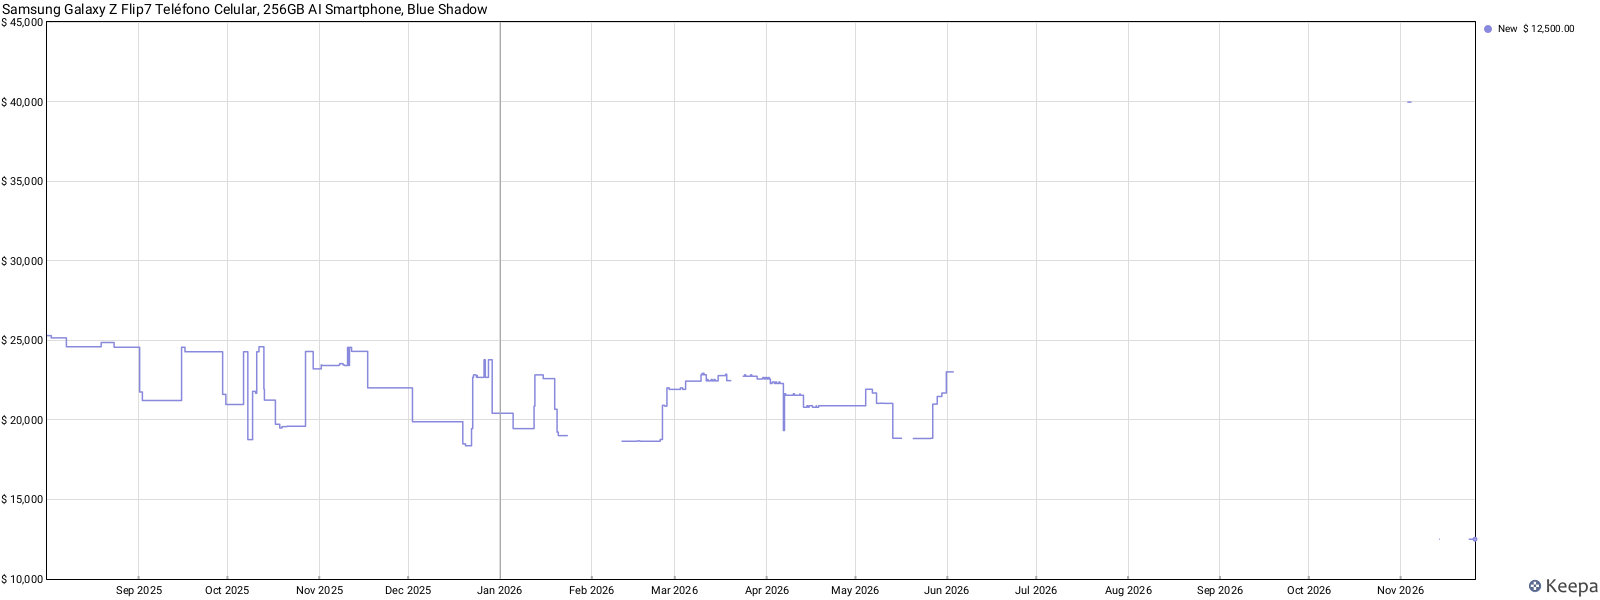 Samsung Galaxy Z Flip7 Teléfono Celular, 256GB AI Smartphone, Blue Shadow
$ 45,000
New $ 12,500.00
$ 40,000
$ 35,000
$ 30,000
$ 25,000
$ 20,000
$ 15,000
$ 10,000
Sep 2025 Oct 2025 Nov 2025 Dec 2025 Jan 2026 Feb 2026 Mar 2026 Apr 2026 May 2026 Jun 2026 Jul 2026 Aug 2026 Sep 2026 Oct 2026 Nov 2026
Keepa